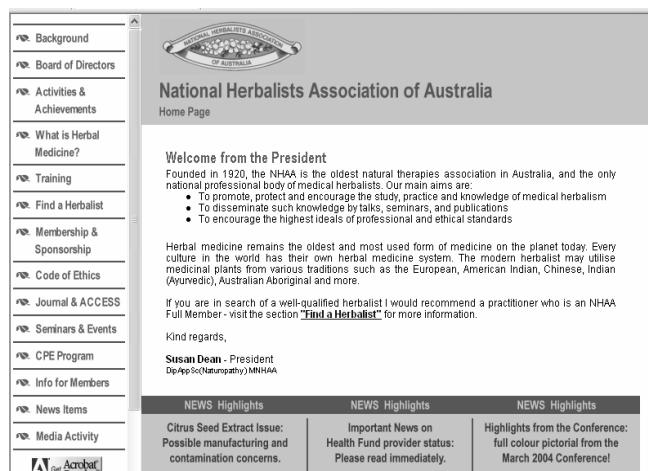 Background
Board of Directors
Activities &
Achievements
What is Herbal
Medicine?
Training
Find a Herbalist
Membership &
Sponsorship
Code of Ethics
Journal & ACCESS
Seminars & Events
CPE Program
Info for Members
News Items
Media Activity
Get Acrobat
NATIONAL HERBALISTS ASSOCIATION
OF AUSTRALIA
National Herbalists Association of Australia
Home Page
Welcome from the President
Founded in 1920, the NHAA is the oldest natural therapies association in Australia, and the only
national professional body of medical herbalists. Our main aims are:
• To promote, protect and encourage the study, practice and knowledge of medical herbalism
• To disseminate such knowledge by talks, seminars, and publications
• To encourage the highest ideals of professional and ethical standards
Herbal medicine remains the oldest and most used form of medicine on the planet today. Every
culture in the world has their own herbal medicine system. The modern herbalist may utilise
medicinal plants from various traditions such as the European, American Indian, Chinese, Indian
(Ayurvedic), Australian Aboriginal and more.
If you are in search of a well-qualified herbalist I would recommend a practitioner who is an NHAA
Full Member - visit the section "Find a Herbalist" for more information.
Kind regards,
Susan Dean - President
DipAppSc(Naturopathy) MNHAA
NEWS Highlights
Citrus Seed Extract Issue:
Possible manufacturing and
contamination concerns.
NEWS Highlights
Important News on
Health Fund provider status:
Please read immediately.
NEWS Highlights
Highlights from the Conference:
full colour pictorial from the
March 2004 Conference!